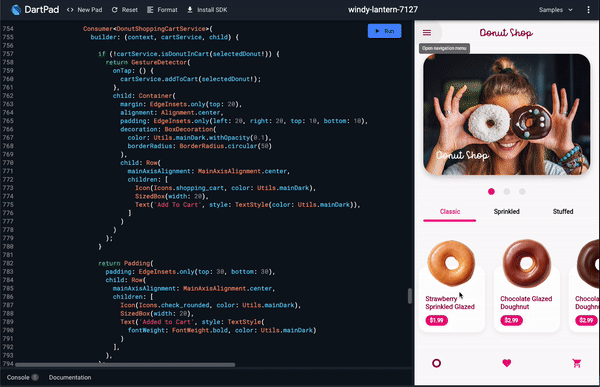 DartPad
New Pad
Reset
Format
Install SDK
windy-lantern-7127
Samples
754 Consumer<DonutShoppingCartService>(
755 builder: (context, cartService, child) {
756
757 if (!cartService.isDonutInCart(selectedDonut!)) {
758 return GestureDetector(
759 onTap: () {
760 cartService.addToCart(selectedDonut!);
761 },
762 child: Container(
763 margin: EdgeInsets.only(top: 20),
764 alignment: Alignment.center,
765 padding: EdgeInsets.only(left: 20, right: 20, top: 10, bottom: 10),
766 decoration: BoxDecoration(
767 color: Utils.mainDark.withOpacity(0.1),
768 borderRadius: BorderRadius.circular(50)
769 ),
770 child: Row(
771 mainAxisAlignment: MainAxisAlignment.center,
772 children: [
773 Icon(Icons.shopping_cart, color: Utils.mainDark),
774 SizedBox(width: 20),
775 Text('Add To Cart', style: TextStyle(color: Utils.mainDark)),
776 ]
777 )
778 )
779 );
780 }
781
782 return Padding(
783 padding: EdgeInsets.only(top: 30, bottom: 30),
784 child: Row(
785 mainAxisAlignment: MainAxisAlignment.center,
786 children: [
787 Icon(Icons.check_rounded, color: Utils.mainDark),
788 SizedBox(width: 20),
789 Text('Added to Cart', style: TextStyle(
790 fontWeight: FontWeight.bold, color: Utils.mainDark)
791 )
792 ],
793 ),
794
Run
Console
Documentation
Donut Shop
Open navigation menu
Donut Shop
Classic
Sprinkled
Stuffed
Strawberry
Sprinkled Glazed
$1.99
Chocolate Glazed
Doughnut
$2.99
$2.99